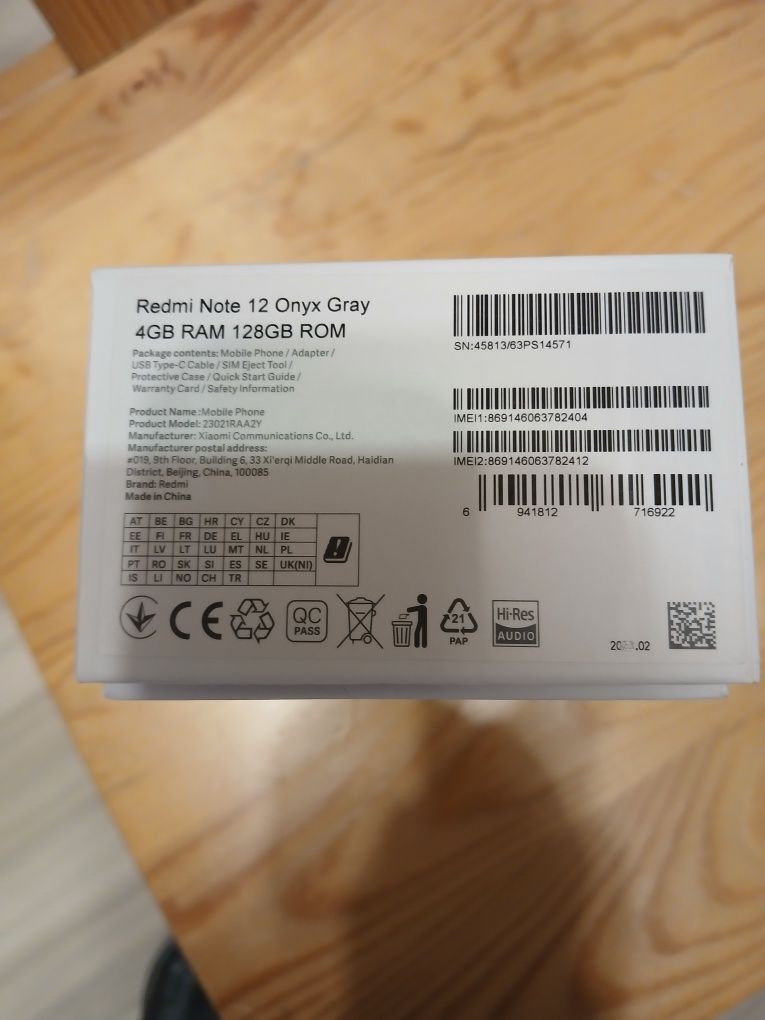 Redmi Note 12 Onyx Gray
4GB RAM 128GB ROM
Package contents: Mobile Phone / Adapter /
USB Type-C Cable / SIM Eject Tool /
Protective Case / Quick Start Guide /
Warranty Card / Safety Information
Product Name :Mobile Phone
Product Model: 23021RAA2Y
Manufacturer: Xiaomi Communications Co., Ltd.
Manufacturer postal address:
#019, 9th Floor, Building 6, 33 Xi'erqi Middle Road, Haidian
District, Beijing, China, 100085
Brand: Redmi
Made in China
AT BE BG HR CY CZ DK
EE FI FR DE EL HU IE
IT LV LT LU MT NL PL
PT RO SK SI ES SE UK(NI)
IS LI NO CH TR
SN:45813/63PS14571
IMEI1:869146063782404
IMEI2:869146063782412
6 941812 716922
CE
QC
PASS
21
PAP
Hi-Res
AUDIO